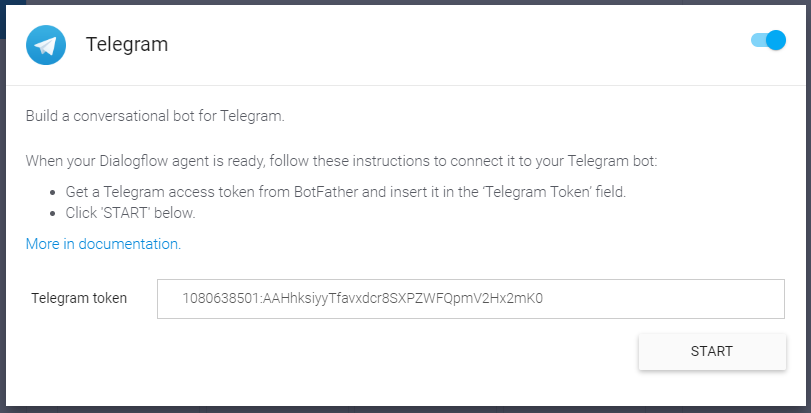 Telegram
Build a conversational bot for Telegram.
When your Dialogflow agent is ready, follow these instructions to connect it to your Telegram bot:
• Get a Telegram access token from BotFather and insert it in the ‘Telegram Token’ field.
• Click 'START' below.
More in documentation.
Telegram token 1080638501:AAHhksiyyTfavxdcr8SXPZWFQpmV2Hx2mK0
START